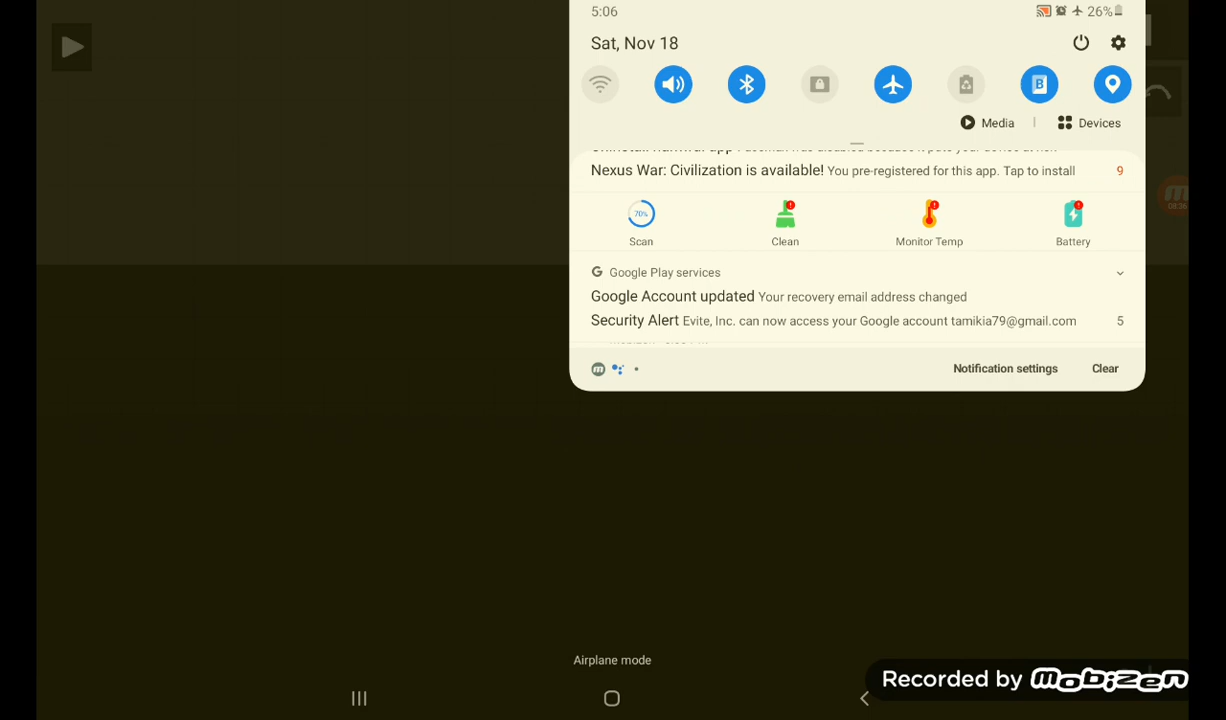 5:06
26%
Sat, Nov 18
B
Media | Devices
Nexus War: Civilization is available! You pre-registered for this app. Tap to install 9
70%
Scan Clean Monitor Temp Battery
G Google Play services
Google Account updated Your recovery email address changed
Security Alert Evite, Inc. can now access your Google account tamikia79@gmail.com 5
m
Notification settings Clear
08:36
Airplane mode
Recorded by mobizen